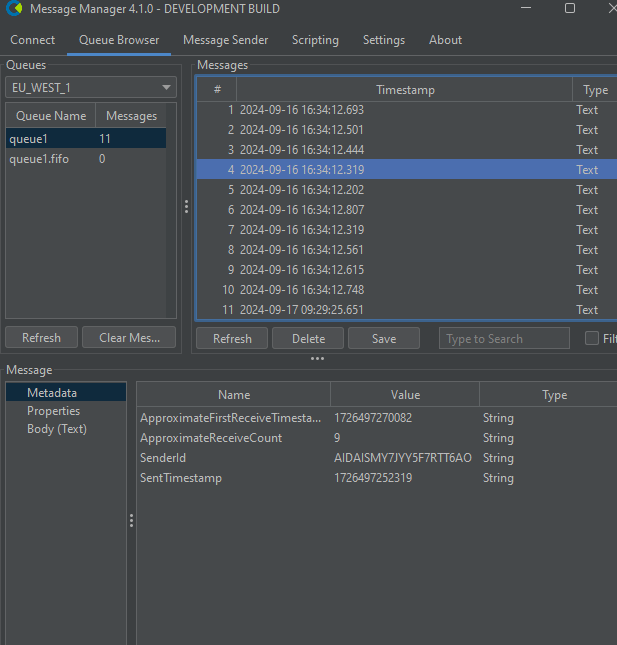 Message Manager 4.1.0 - DEVELOPMENT BUILD
Connect Queue Browser Message Sender Scripting Settings About
Queues
EU_WEST_1
Queue Name Messages
queue1 11
queue1.fifo 0
Refresh Clear Mes...
Messages
# Timestamp Type
1 2024-09-16 16:34:12.693 Text
2 2024-09-16 16:34:12.501 Text
3 2024-09-16 16:34:12.444 Text
4 2024-09-16 16:34:12.319 Text
5 2024-09-16 16:34:12.202 Text
6 2024-09-16 16:34:12.807 Text
7 2024-09-16 16:34:12.319 Text
8 2024-09-16 16:34:12.561 Text
9 2024-09-16 16:34:12.615 Text
10 2024-09-16 16:34:12.748 Text
11 2024-09-17 09:29:25.651 Text
Refresh Delete Save Type to Search Filt
Message
Metadata
Properties
Body (Text)
Name Value Type
ApproximateFirstReceiveTimesta... 1726497270082 String
ApproximateReceiveCount 9 String
SenderId AIDAISMY7JYY5F7RTT6AO String
SentTimestamp 1726497252319 String